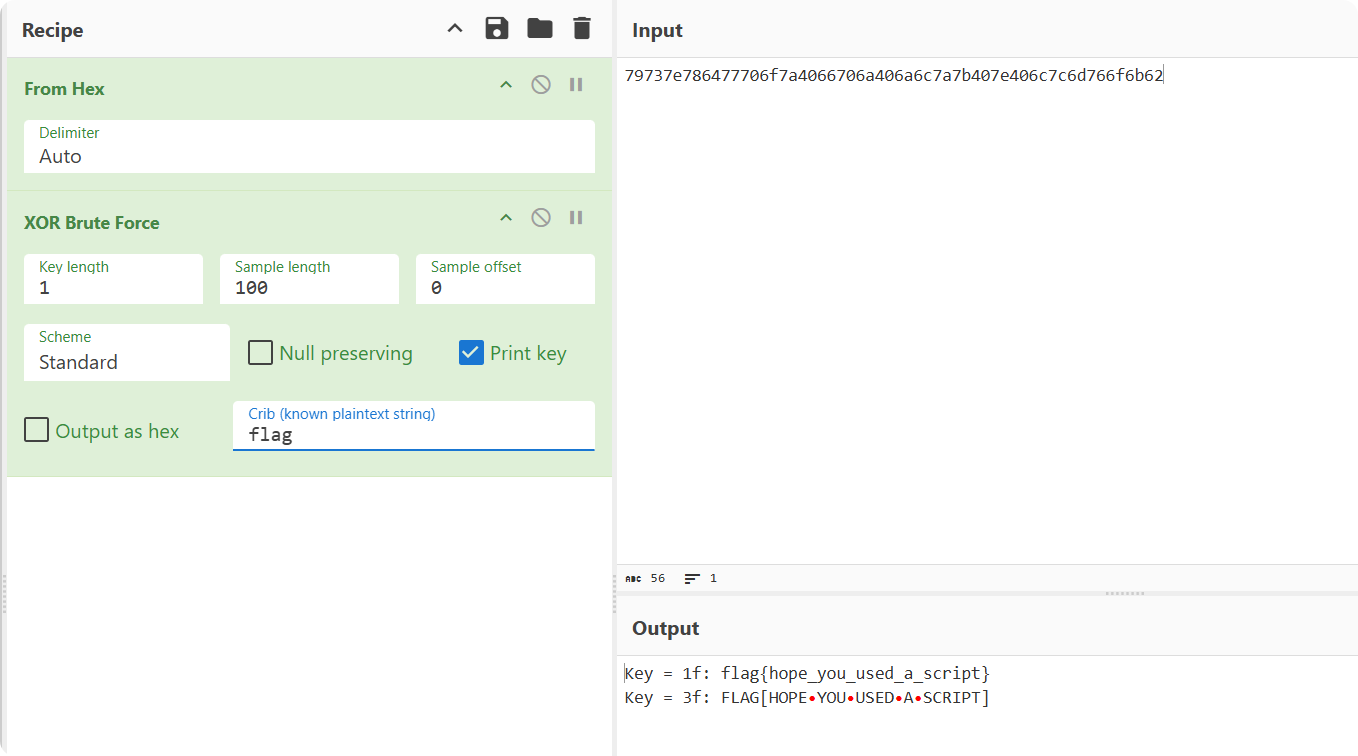 Recipe
From Hex
Delimiter
Auto
XOR Brute Force
Key length
1
Sample length
100
Sample offset
0
Scheme
Standard
Null preserving
Print key
Output as hex
Crib (known plaintext string)
flag
Input
79737e786477706f7a4066706a406a6c7a7b407e406c7c6d766f6b62
ABC 56 1
Output
Key = 1f: flag{hope_you_used_a_script}
Key = 3f: FLAG[HOPE•YOU•USED•A•SCRIPT]